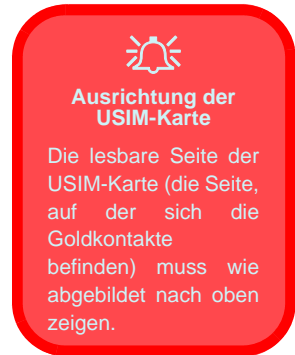 Ausrichtung der
USIM-Karte
Die lesbare Seite der
USIM-Karte (die Seite,
auf der sich die
Goldkontakte
befinden) muss wie
abgebildet nach oben
zeigen.